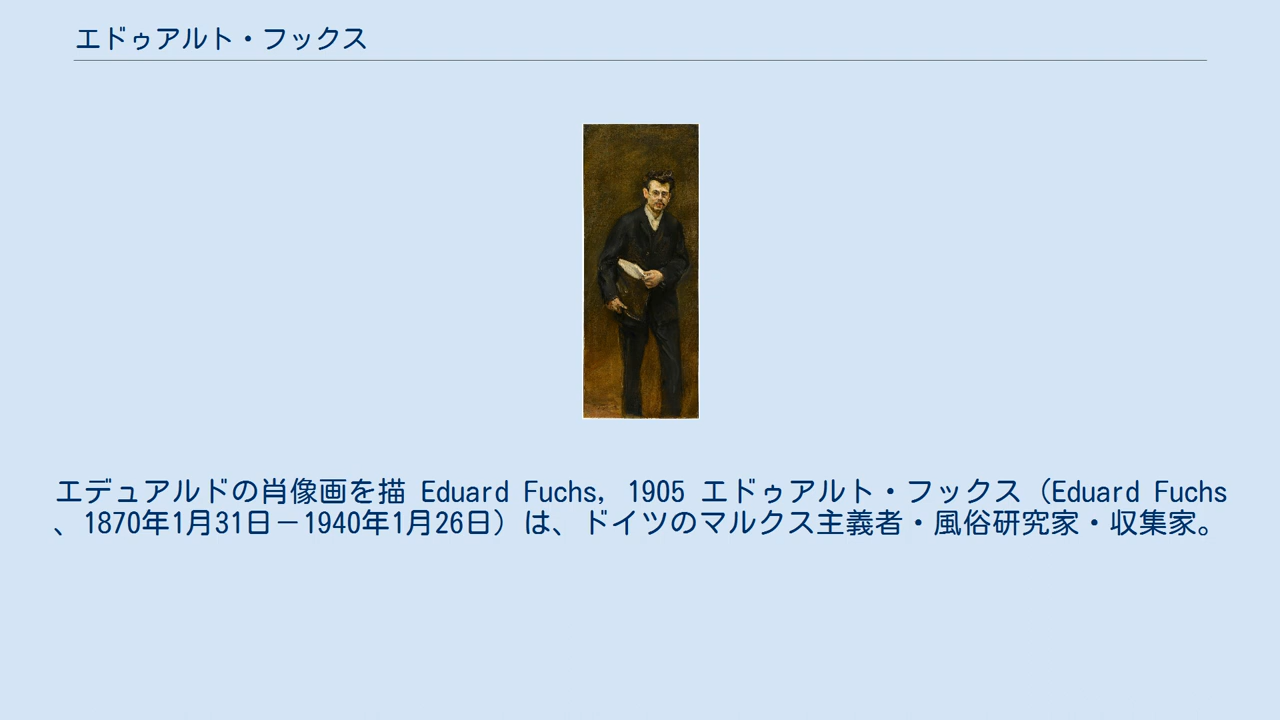 エドゥアルト・フックス
エデュアルドの肖像画を描 Eduard Fuchs, 1905 エドゥアルト・フックス（Eduard Fuchs
、1870年1月31日－1940年1月26日）は、ドイツのマルクス主義者・風俗研究家・収集家。